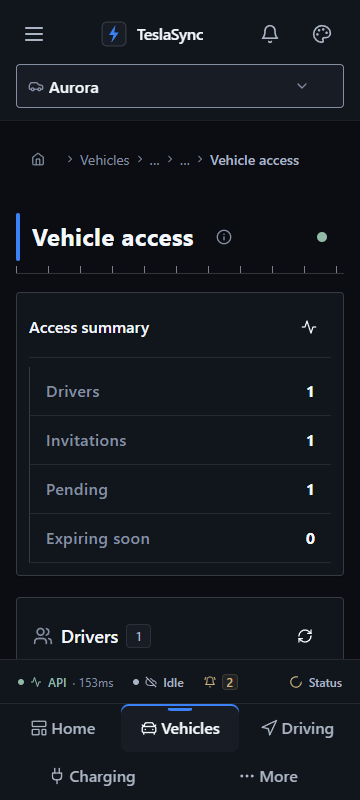 TeslaSync
Aurora
Vehicles ... ... Vehicle access
Vehicle access
Access summary
Drivers 1
Invitations 1
Pending 1
Expiring soon 0
Drivers 1
API · 153ms Idle 2 Status
Home Vehicles Driving
Charging More